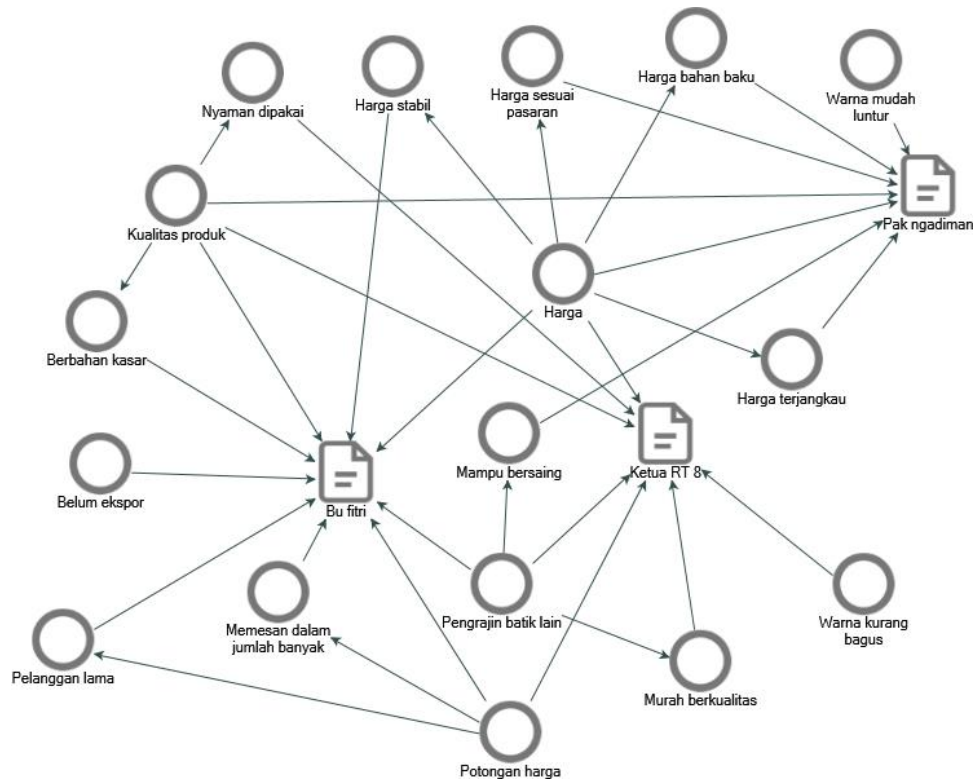 Nyaman dipakai
Harga stabil
Harga sesuai
pasaran
Harga bahan baku
Warna mudah
luntur
Kualitas produk
Pak ngadiman
Harga
Berbahan kasar
Harga terjangkau
Mampu bersaing
Ketua RT 8
Belum ekspor
Bu fitri
Pengrajin batik lain
Warna kurang
bagus
Memesan dalam
jumlah banyak
Pelanggan lama
Murah berkualitas
Potongan harga